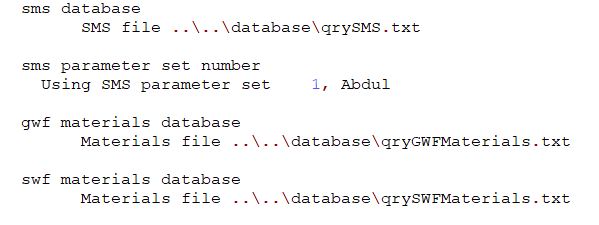 sms database
SMS file ..\..\database\qrySMS.txt
sms parameter set number
Using SMS parameter set 1, Abdul
gwf materials database
Materials file ..\..\database\qryGWFMaterials.txt
swf materials database
Materials file ..\..\database\qrySWFMaterials.txt